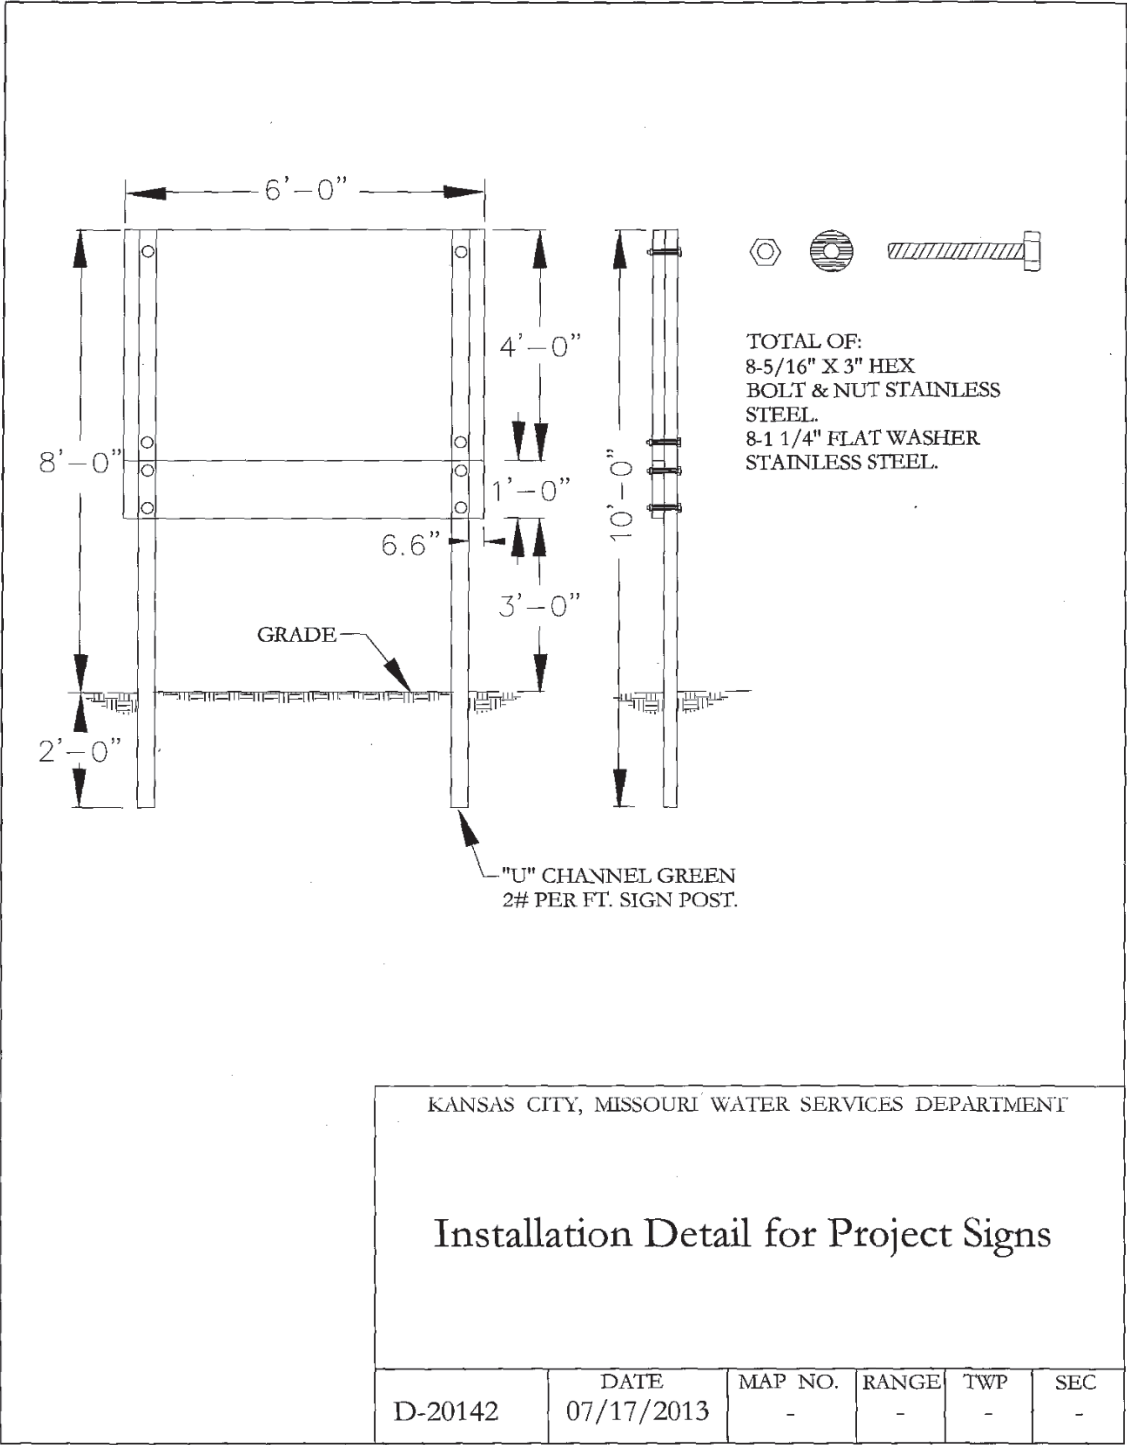 6'-0"
4'-0"
8'-0"
1'-0"
10'-0"
6.6"
3'-0"
GRADE
2'-0"
TOTAL OF:
8-5/16" X 3" HEX
BOLT & NUT STAINLESS
STEEL.
8-1 1/4" FLAT WASHER
STAINLESS STEEL.
"U" CHANNEL GREEN
2# PER FT. SIGN POST.
KANSAS CITY, MISSOURI WATER SERVICES DEPARTMENT
Installation Detail for Project Signs
D-20142
DATE
07/17/2013
MAP NO.
-
RANGE
-
TWP
-
SEC
-